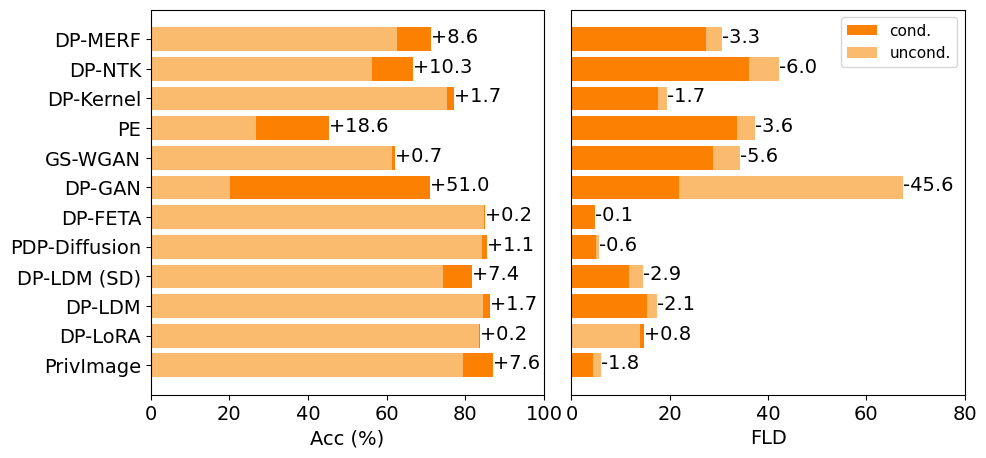 DP-MERF +8.6 -3.3 cond.
DP-NTK +10.3 -6.0 uncond.
DP-Kernel +1.7 -1.7
PE +18.6 -3.6
GS-WGAN +0.7 -5.6
DP-GAN +51.0 -45.6
DP-FETA +0.2 -0.1
PDP-Diffusion +1.1 -0.6
DP-LDM (SD) +7.4 -2.9
DP-LDM +1.7 -2.1
DP-LoRA +0.2 +0.8
PrivImage +7.6 -1.8
0 20 40 60 80 100 0 20 40 60 80
Acc (%) FLD